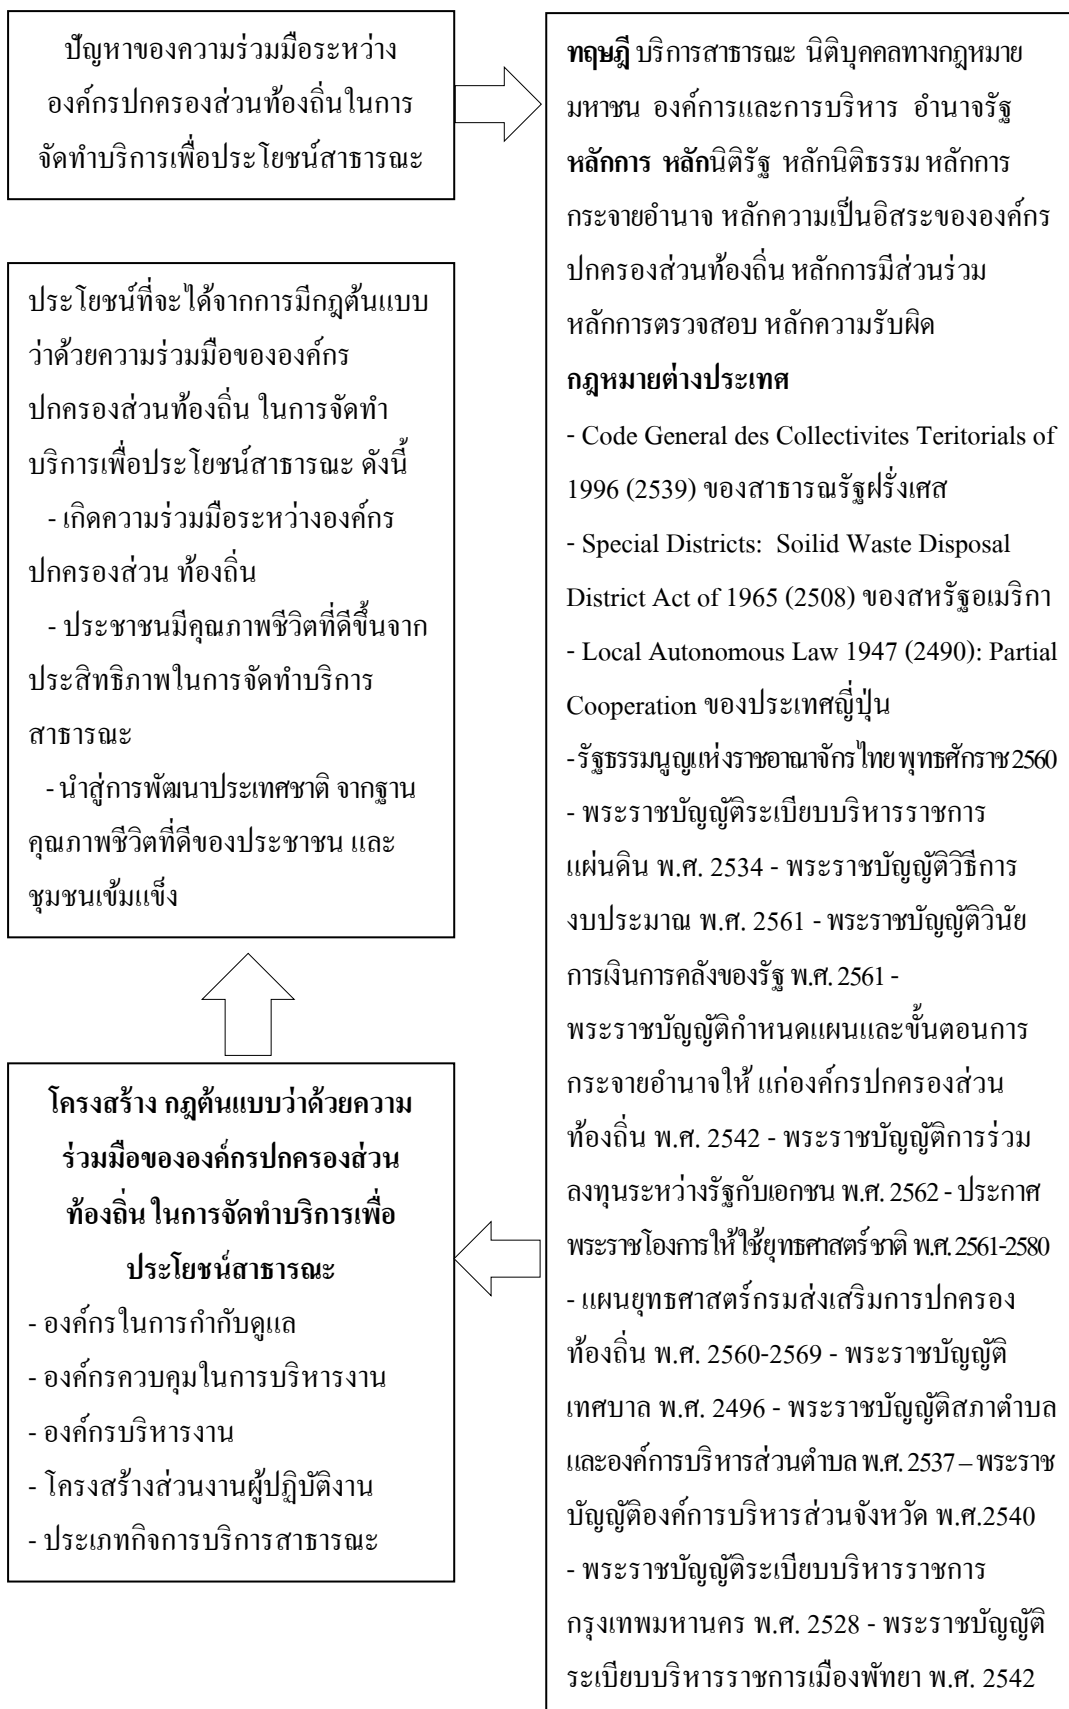 ปัญหาของความร่วมมือระหว่าง
องค์กรปกครองส่วนท้องถิ่นในการ
จัดทำบริการเพื่อประโยชน์สาธารณะ
ทฤษฎี บริการสาธารณะ นิติบุคคลทางกฎหมาย
มหาชน องค์การและการบริหาร อำนาจรัฐ
หลักการ หลักนิติรัฐ หลักนิติธรรม หลักการ
กระจายอำนาจ หลักความเป็นอิสระขององค์กร
ปกครองส่วนท้องถิ่น หลักการมีส่วนร่วม
หลักการตรวจสอบ หลักความรับผิด
กฎหมายต่างประเทศ
- Code General des Collectivites Teritorials of
1996 (2539) ของสาธารณรัฐฝรั่งเศส
- Special Districts: Soilid Waste Disposal
District Act of 1965 (2508) ของสหรัฐอเมริกา
- Local Autonomous Law 1947 (2490): Partial
Cooperation ของประเทศญี่ปุ่น
- รัฐธรรมนูญแห่งราชอาณาจักรไทย พุทธศักราช 2560
- พระราชบัญญัติระเบียบบริหารราชการ
แผ่นดิน พ.ศ. 2534 - พระราชบัญญัติวิธีการ
งบประมาณ พ.ศ. 2561 - พระราชบัญญัติวินัย
การเงินการคลังของรัฐ พ.ศ. 2561 -
พระราชบัญญัติกำหนดแผนและขั้นตอนการ
กระจายอำนาจให้ แก่องค์กรปกครองส่วน
ท้องถิ่น พ.ศ. 2542 - พระราชบัญญัติการร่วม
ลงทุนระหว่างรัฐกับเอกชน พ.ศ. 2562 - ประกาศ
พระราชโองการให้ใช้ยุทธศาสตร์ชาติ พ.ศ. 2561-2580
- แผนยุทธศาสตร์กรมส่งเสริมการปกครอง
ท้องถิ่น พ.ศ. 2560-2569 - พระราชบัญญัติ
เทศบาล พ.ศ. 2496 - พระราชบัญญัติสภาตำบล
และองค์การบริหารส่วนตำบล พ.ศ. 2537 – พระราช
บัญญัติองค์การบริหารส่วนจังหวัด พ.ศ.2540
- พระราชบัญญัติระเบียบบริหารราชการ
กรุงเทพมหานคร พ.ศ. 2528 - พระราชบัญญัติ
ระเบียบบริหารราชการเมืองพัทยา พ.ศ. 2542
โครงสร้าง กฎต้นแบบว่าด้วยความ
ร่วมมือขององค์กรปกครองส่วน
ท้องถิ่น ในการจัดทำบริการเพื่อ
ประโยชน์สาธารณะ
- องค์กรในการกำกับดูแล
- องค์กรควบคุมในการบริหารงาน
- องค์กรบริหารงาน
- โครงสร้างส่วนงานผู้ปฏิบัติงาน
- ประเภทกิจการบริการสาธารณะ
ประโยชน์ที่จะได้จากการมีกฎต้นแบบ
ว่าด้วยความร่วมมือขององค์กร
ปกครองส่วนท้องถิ่น ในการจัดทำ
บริการเพื่อประโยชน์สาธารณะ ดังนี้
- เกิดความร่วมมือระหว่างองค์กร
ปกครองส่วน ท้องถิ่น
- ประชาชนมีคุณภาพชีวิตที่ดีขึ้นจาก
ประสิทธิภาพในการจัดทำบริการ
สาธารณะ
- นำสู่การพัฒนาประเทศชาติ จากฐาน
คุณภาพชีวิตที่ดีของประชาชน และ
ชุมชนเข้มแข็ง